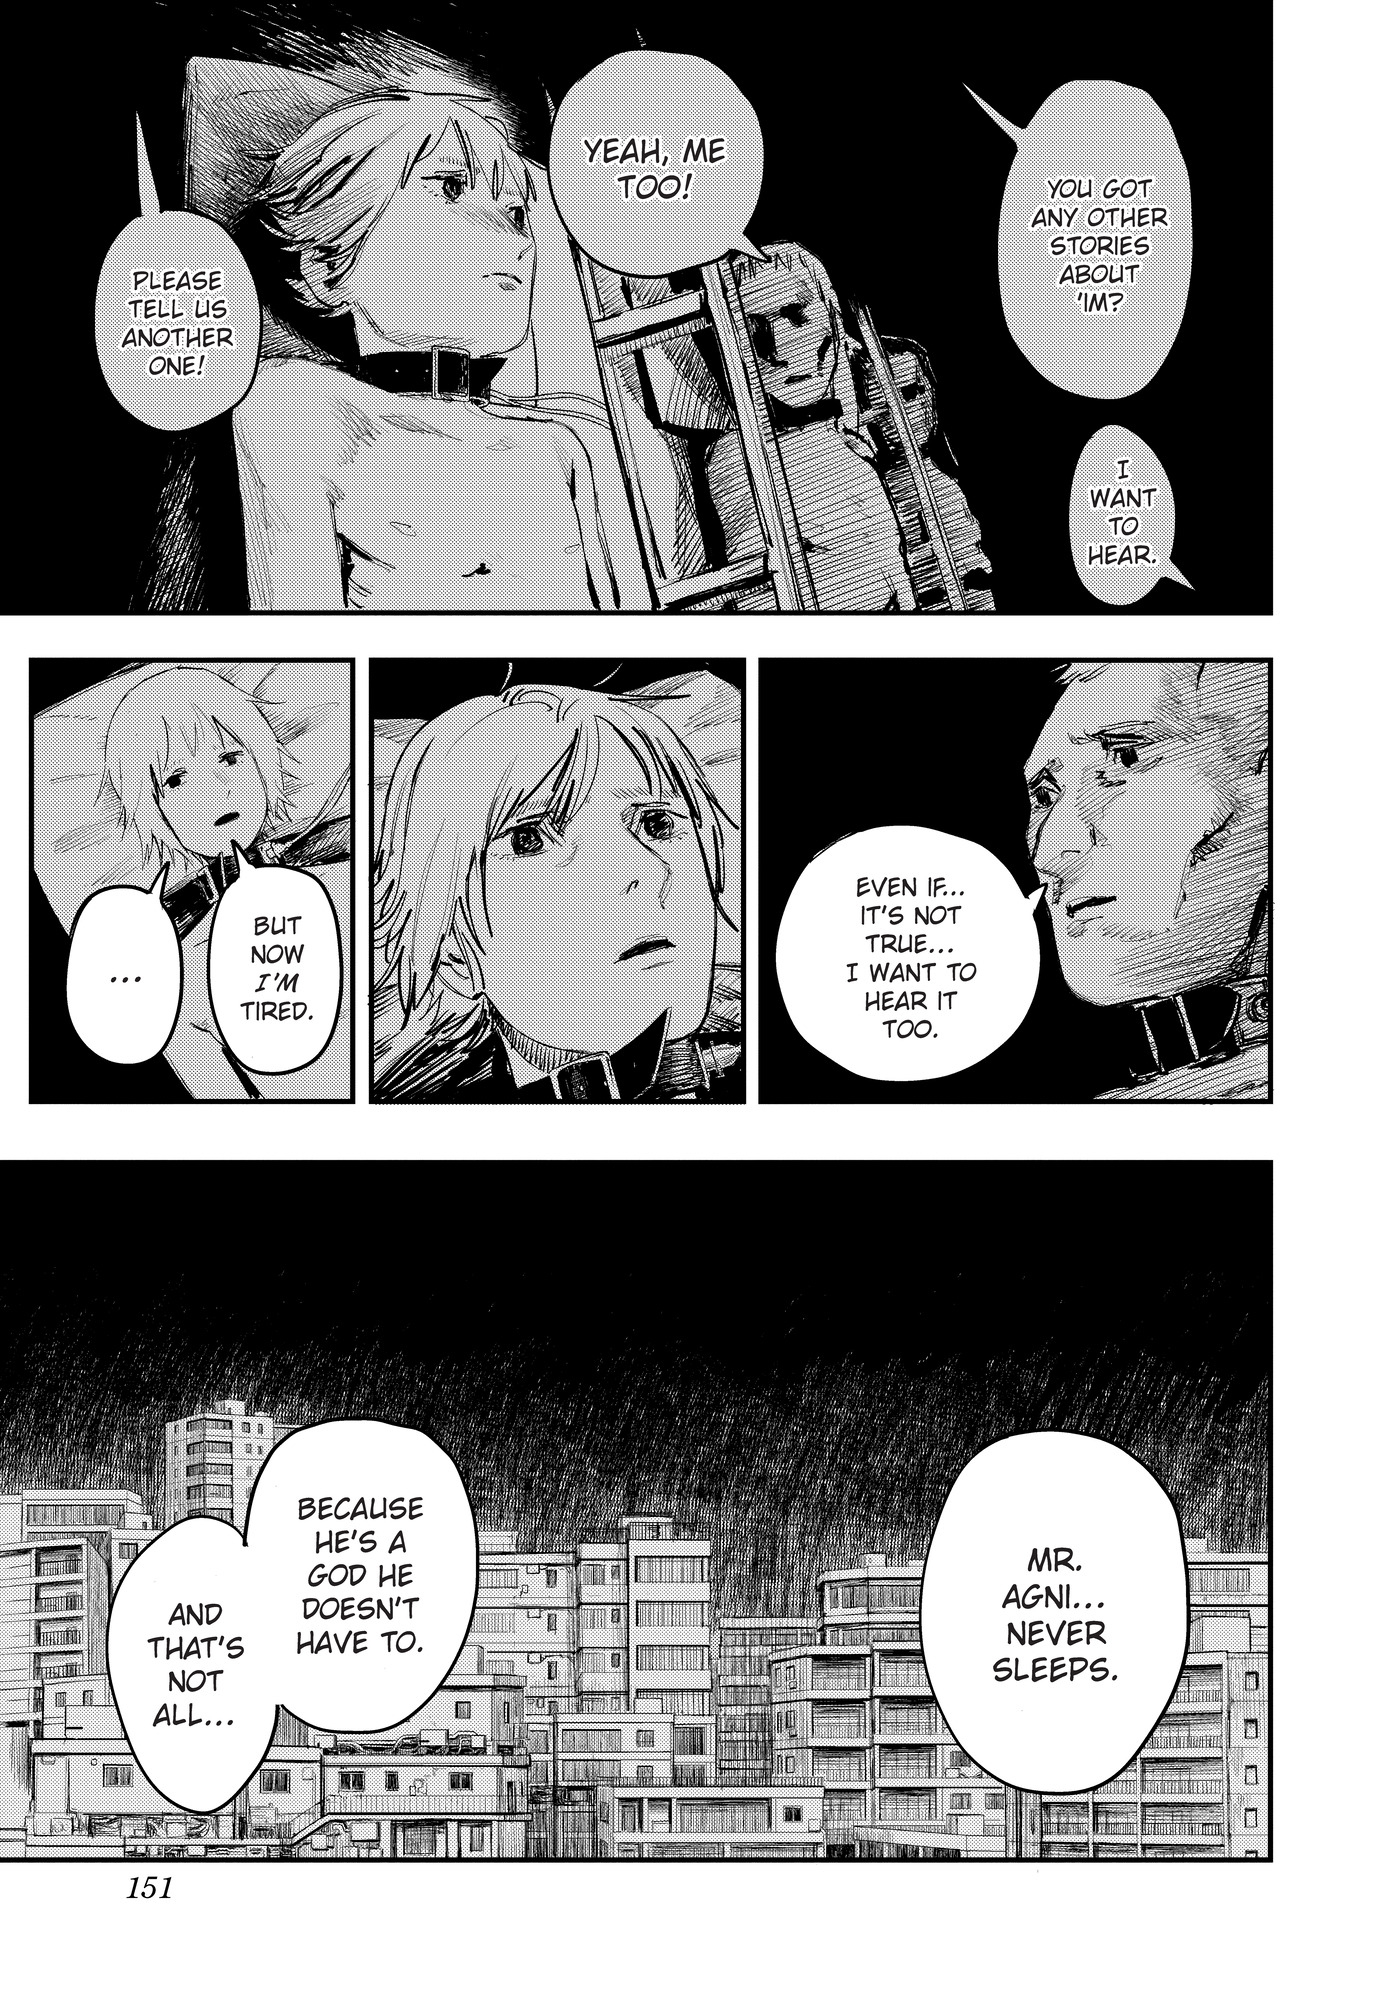 YOU GOT
ANY OTHER
STORIES
ABOUT
'IM?
I
WANT
TO
HEAR.
YEAH, ME
TOO!
PLEASE
TELL US
ANOTHER
ONE!
EVEN IF...
IT'S NOT
TRUE...
I WANT TO
HEAR IT
TOO.
BUT
NOW
I'M
TIRED.
...
MR.
AGNI...
NEVER
SLEEPS.
BECAUSE
HE'S A
GOD HE
DOESN'T
HAVE TO.
AND
THAT'S
NOT
ALL...
151